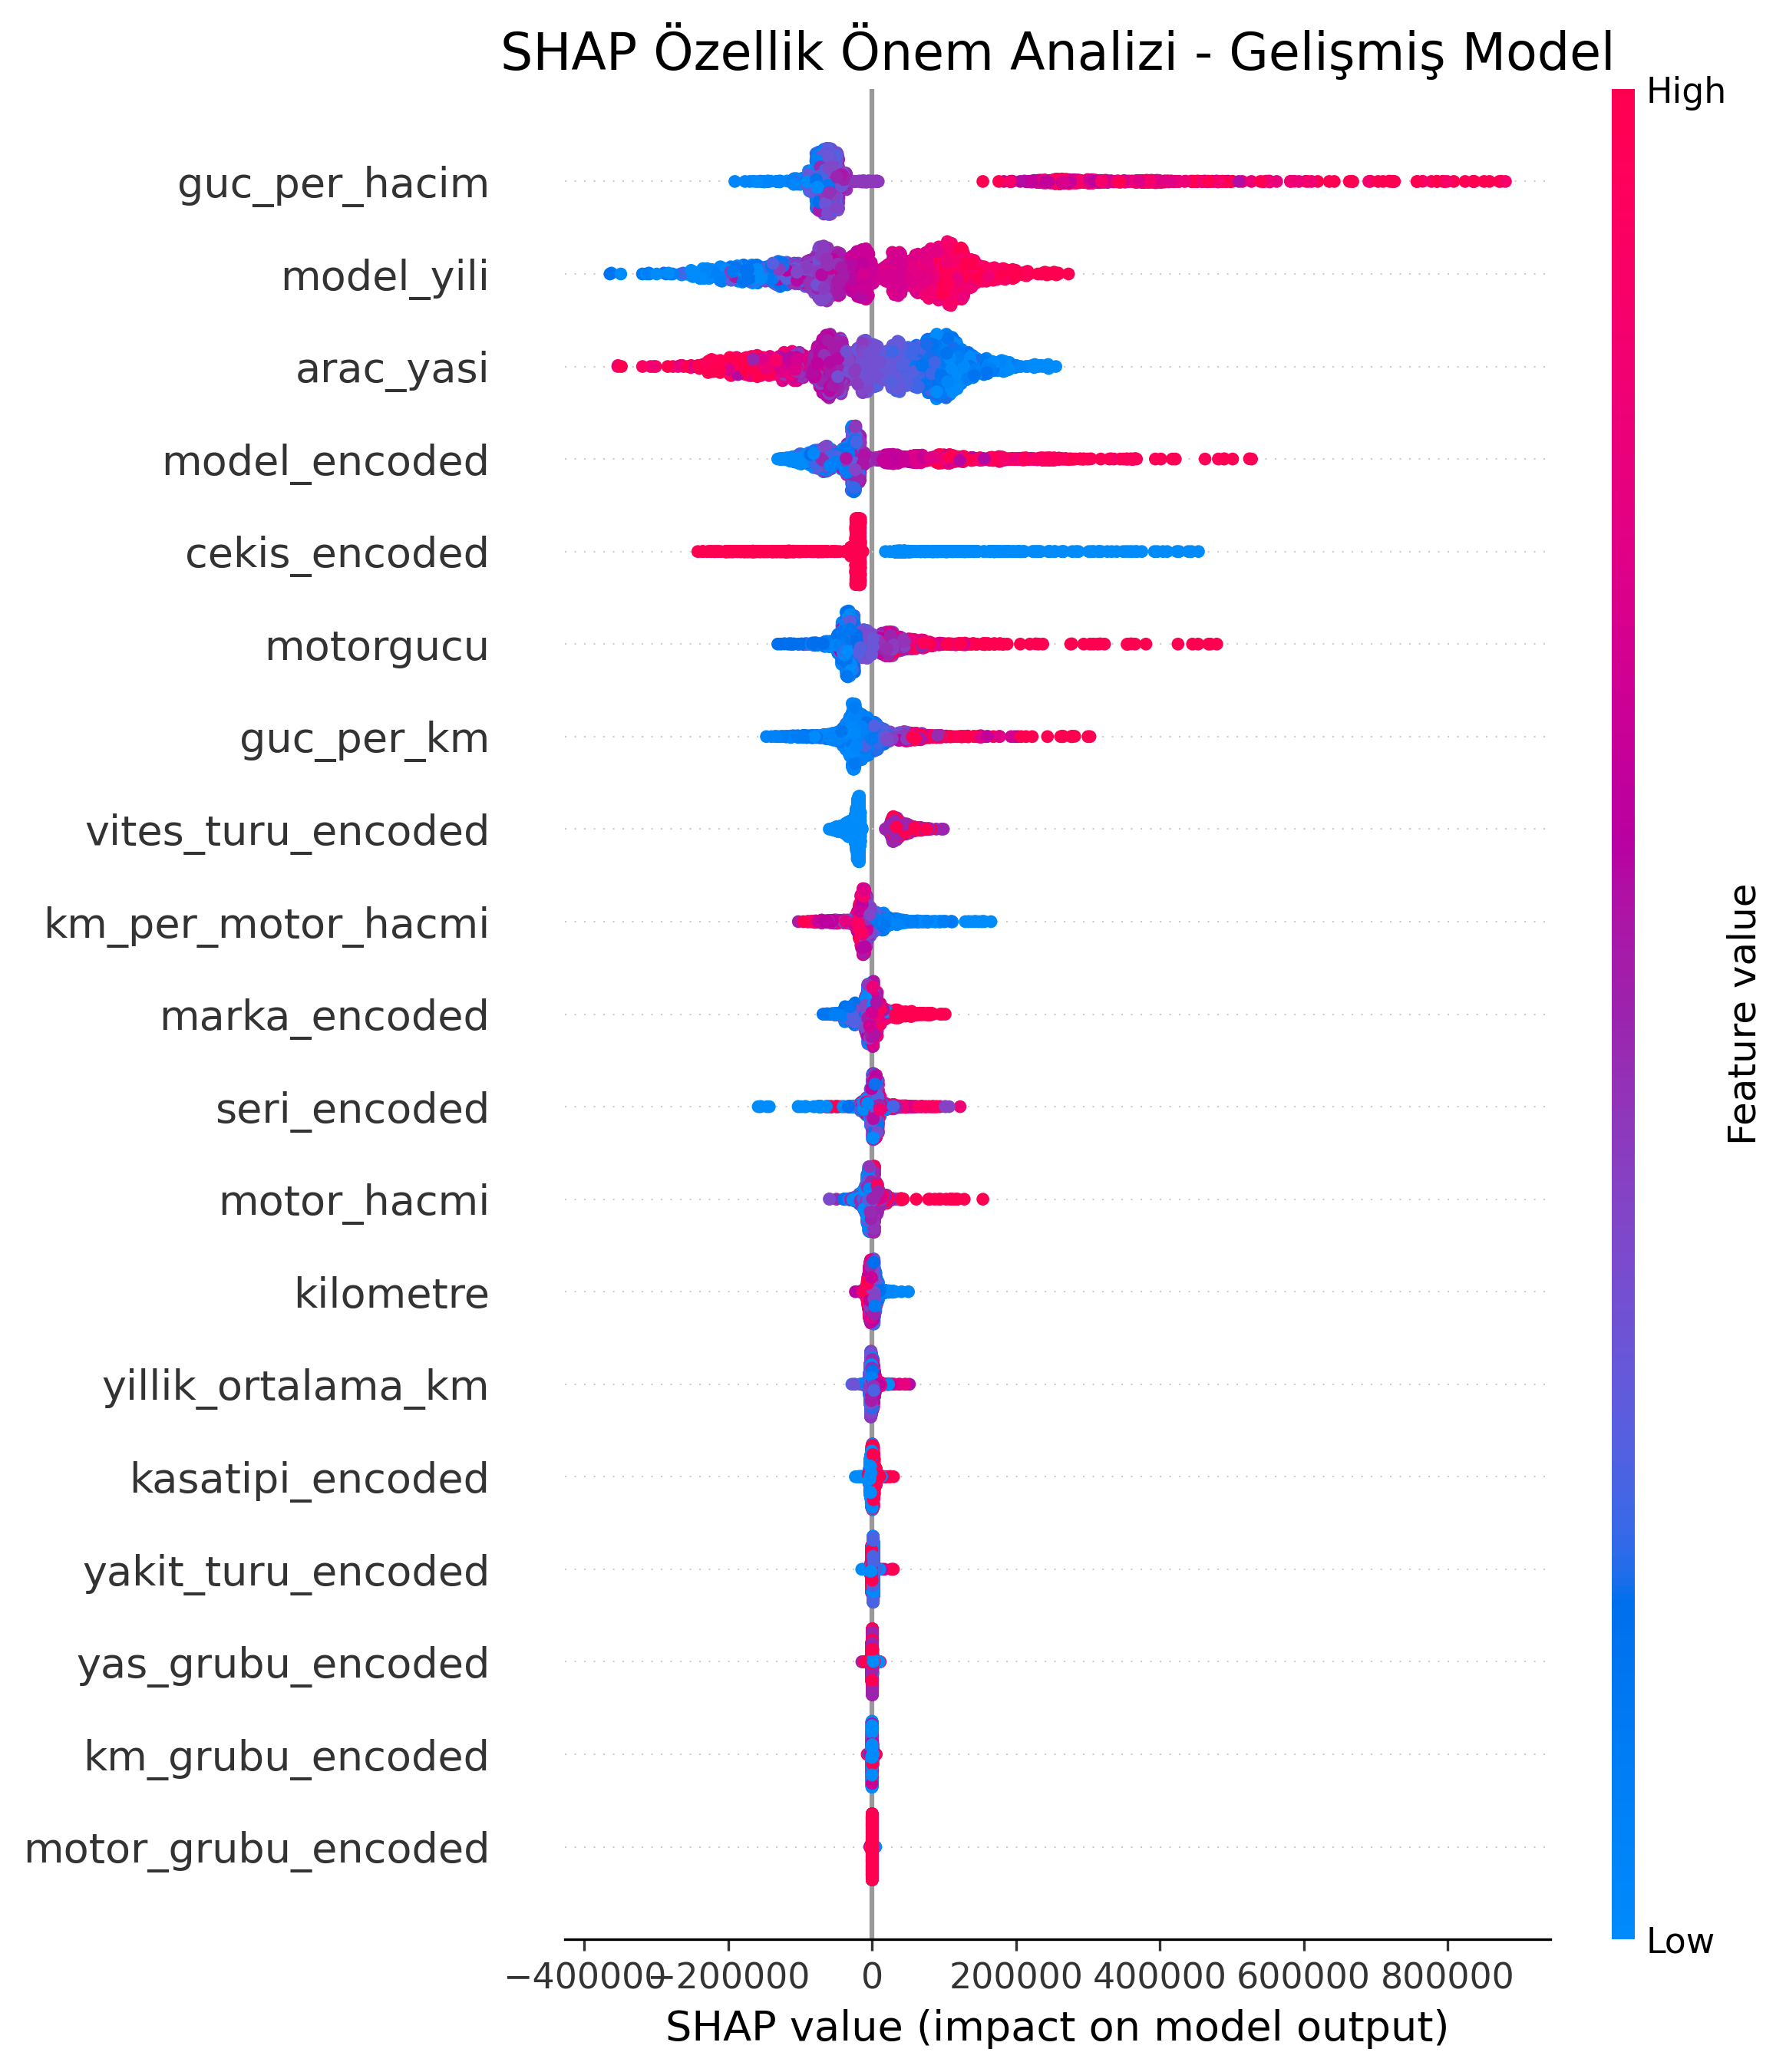 SHAP Özellik Önem Analizi - Gelişmiş Model
High
guc_per_hacim
model_yili
arac_yasi
model_encoded
cekis_encoded
motorgucu
guc_per_km
vites_turu_encoded
km_per_motor_hacmi
marka_encoded
seri_encoded
motor_hacmi
kilometre
yillik_ortalama_km
kasatipi_encoded
yakit_turu_encoded
yas_grubu_encoded
km_grubu_encoded
motor_grubu_encoded
Feature value
Low
−400000 −200000 0 200000 400000 600000 800000
SHAP value (impact on model output)